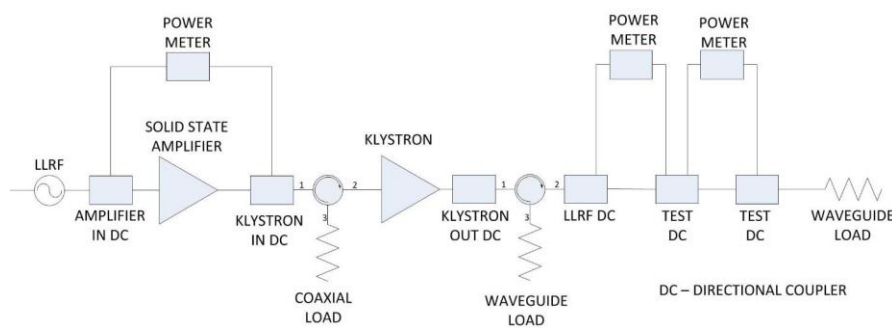 POWER
METER
POWER
METER
POWER
METER
SOLID STATE
AMPLIFIER
KLYSTRON
LLRF
1
2
3
1
2
3
AMPLIFIER
IN DC
KLYSTRON
IN DC
KLYSTRON
OUT DC
LLRF DC
TEST
DC
TEST
DC
WAVEGUIDE
LOAD
COAXIAL
LOAD
WAVEGUIDE
LOAD
DC – DIRECTIONAL COUPLER